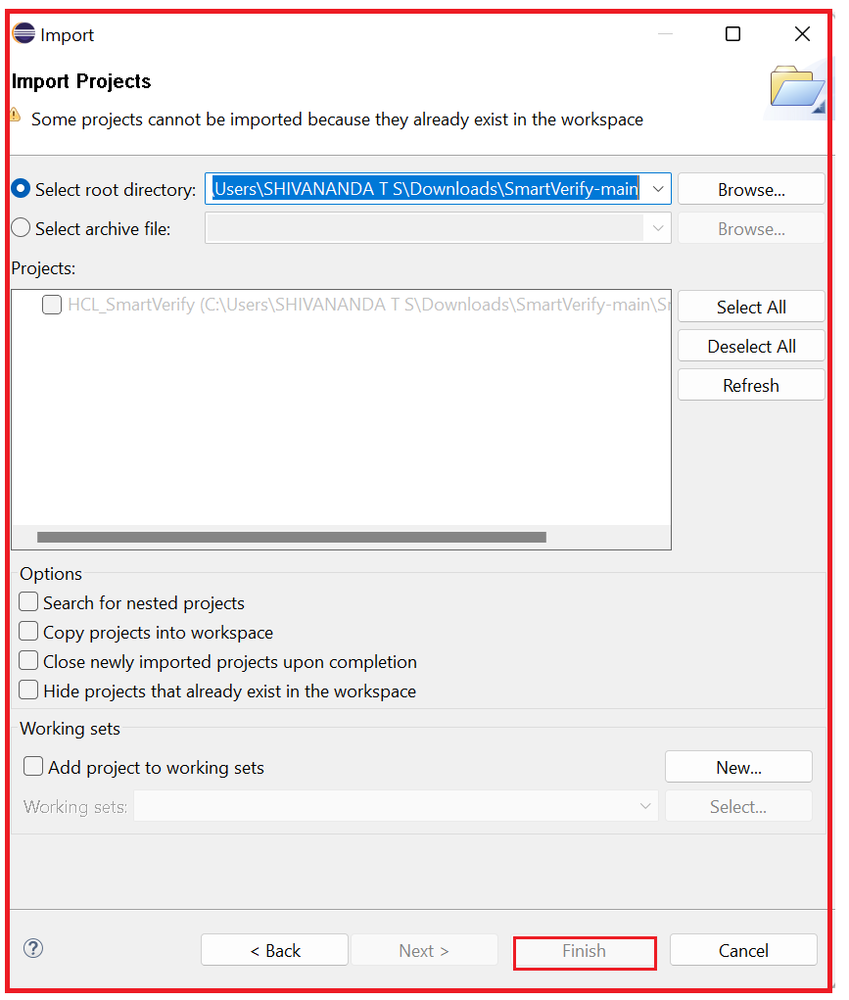 Import
Import Projects
Some projects cannot be imported because they already exist in the workspace
Select root directory: Users\SHIVANANDA T S\Downloads\SmartVerify-main Browse...
Select archive file: Browse...
Projects:
HCL_SmartVerify (C:\Users\SHIVANANDA T S\Downloads\SmartVerify-main\Sr Select All
Deselect All
Refresh
Options
Search for nested projects
Copy projects into workspace
Close newly imported projects upon completion
Hide projects that already exist in the workspace
Working sets
Add project to working sets New...
Working sets: Select...
? < Back Next > Finish Cancel